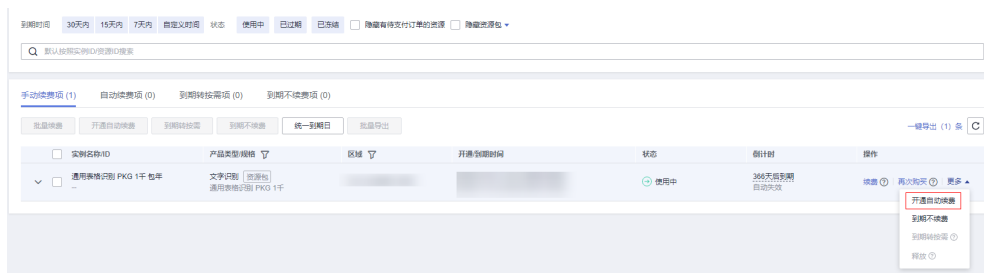 到期时间 30天内 15天内 7天内 自定义时间 状态 使用中 已过期 已冻结 隐藏有待支付订单的资源 隐藏资源包
默认按照实例ID/资源ID搜索
手动续费项 (1) 自动续费项 (0) 到期转按需项 (0) 到期不续费项 (0)
批量续费 开通自动续费 到期转按需 到期不续费 统一到期日 批量导出 一键导出 (1) 条
实例名称/ID 产品类型/规格 区域 开通/到期时间 状态 倒计时 操作
通用表格识别 PKG 1千 包年 文字识别 资源包 使用中 366天后到期 续费 再次购买 更多
-- 通用表格识别 PKG 1千 自动失效
开通自动续费
到期不续费
到期转按需
释放